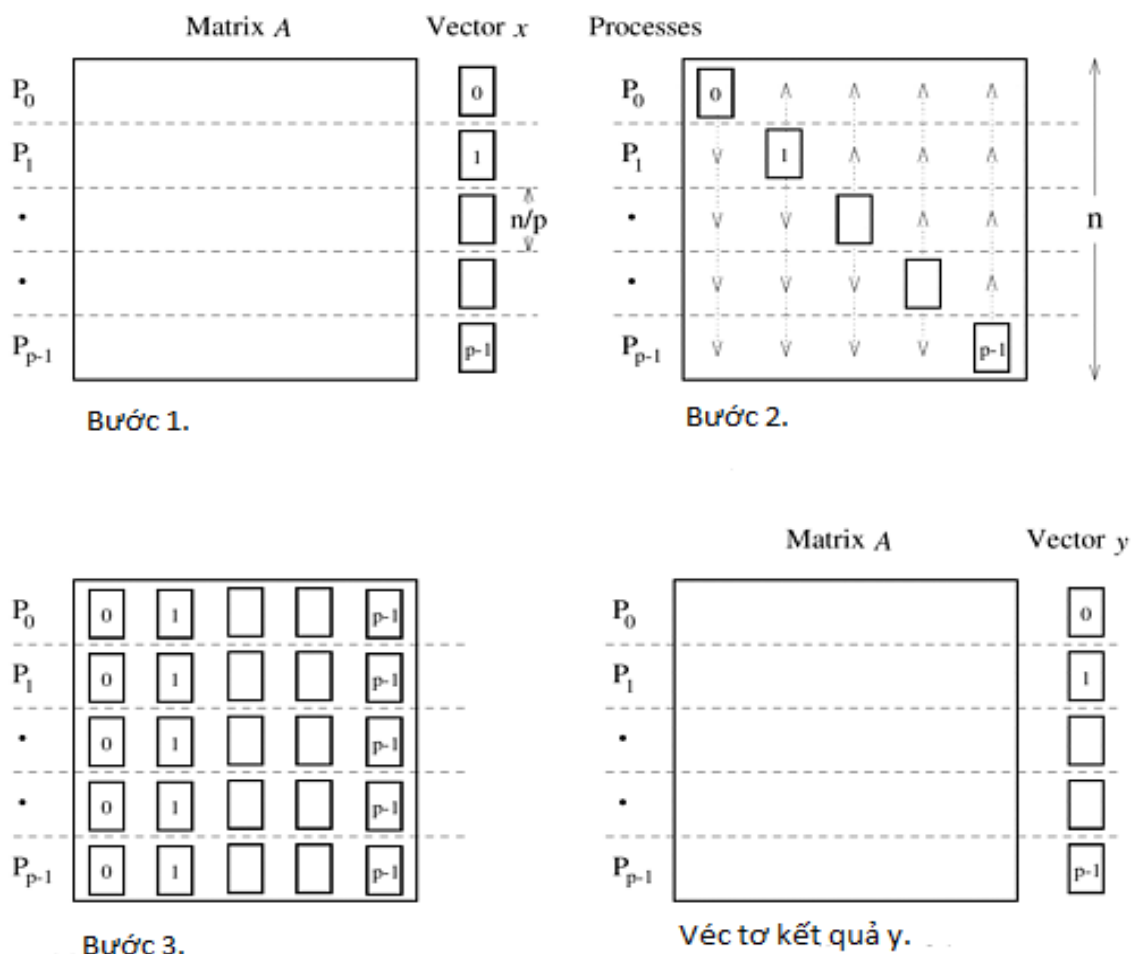 Matrix A Vector x Processes
P0 0 P0 0
P1 1 P1 1
• n/p • n
• •
Pp-1 p-1 Pp-1 p-1
Bước 1. Bước 2.
Matrix A Vector y
P0 0 1 p-1 P0 0
P1 0 1 p-1 P1 1
• 0 1 p-1 •
• 0 1 p-1 •
Pp-1 0 1 p-1 Pp-1 p-1
Bước 3. Véc tơ kết quả y.